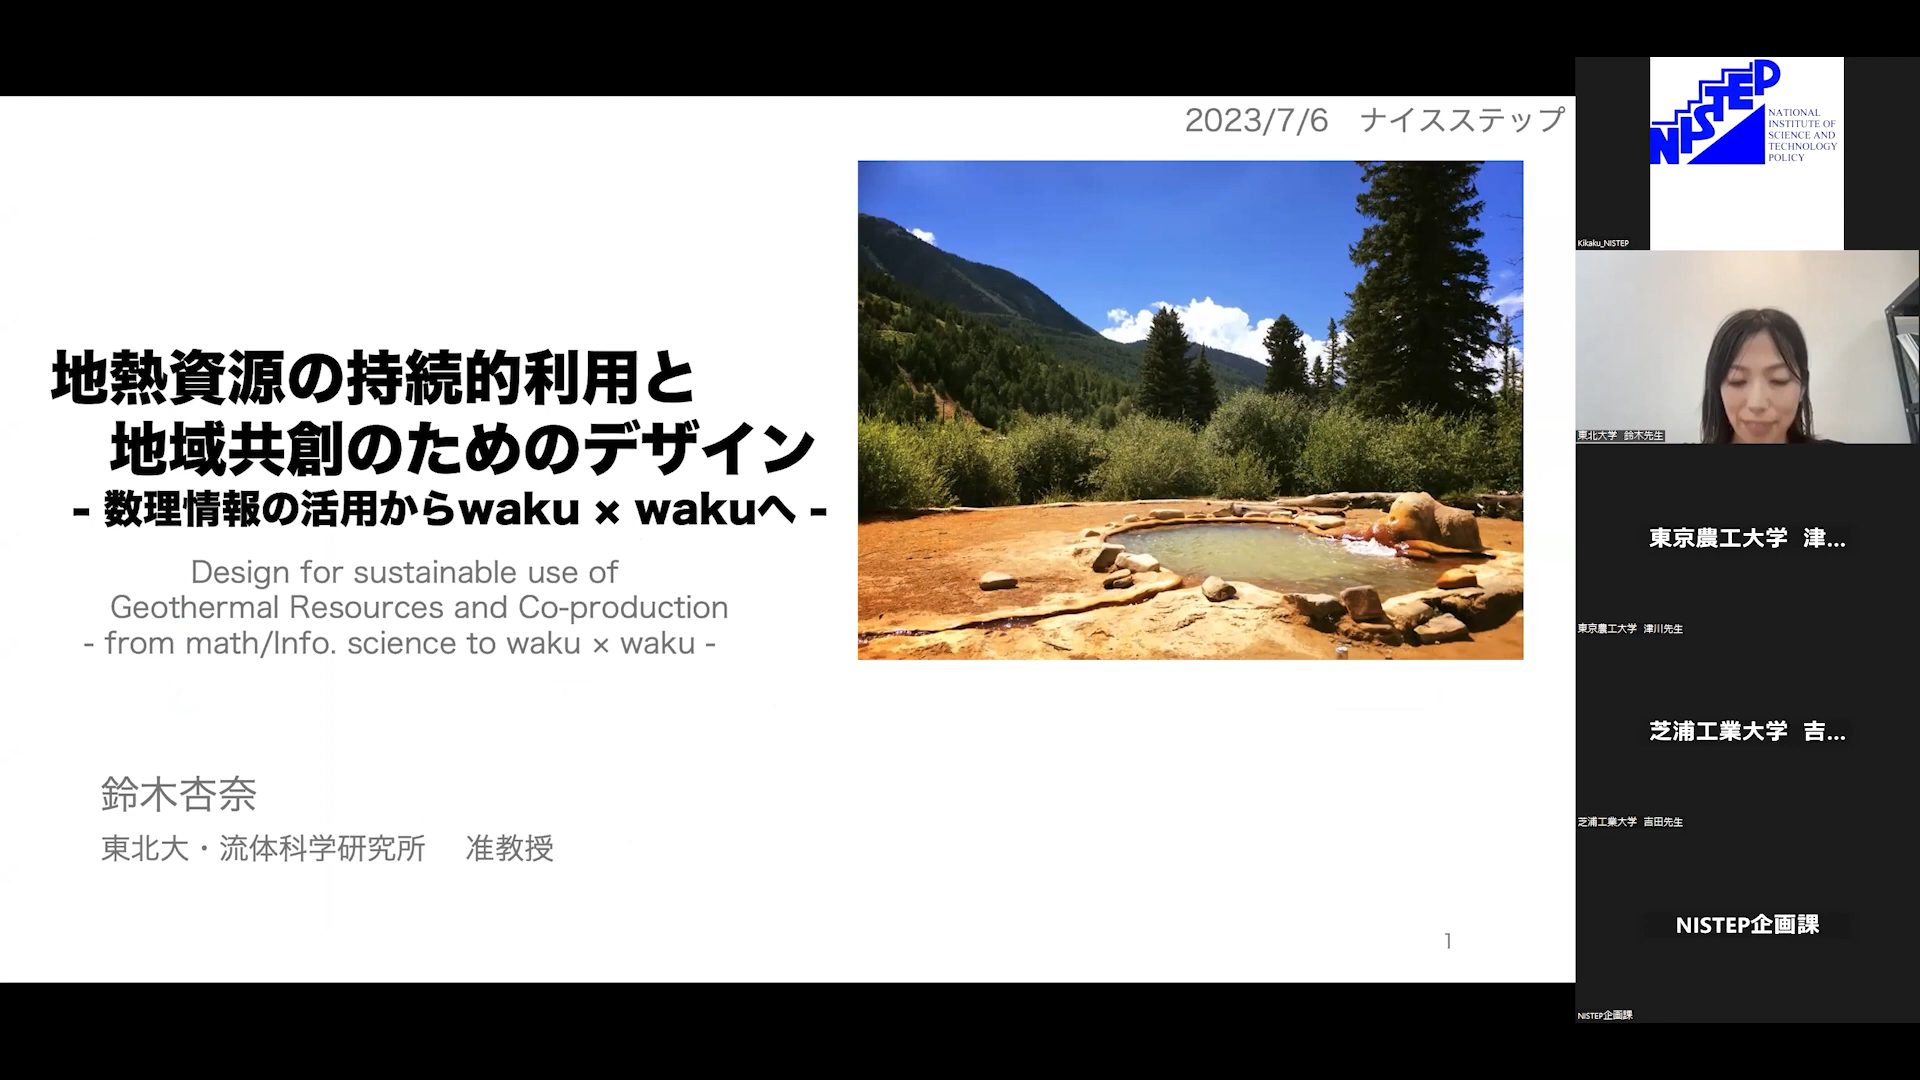 2023/7/6　ナイスステップ
地熱資源の持続的利用と
地域共創のためのデザイン
- 数理情報の活用からwaku × wakuへ -
Design for sustainable use of
Geothermal Resources and Co-production
- from math/Info. science to waku × waku -
鈴木杏奈
東北大・流体科学研究所　准教授
1
NISTEP
NATIONAL
INSTITUTE OF
SCIENCE AND
TECHNOLOGY
POLICY
Kikaku_NISTEP
東北大学 鈴木先生
東京農工大学 津...
東京農工大学 津川先生
芝浦工業大学 吉...
芝浦工業大学 吉田先生
NISTEP企画課
NISTEP企画課